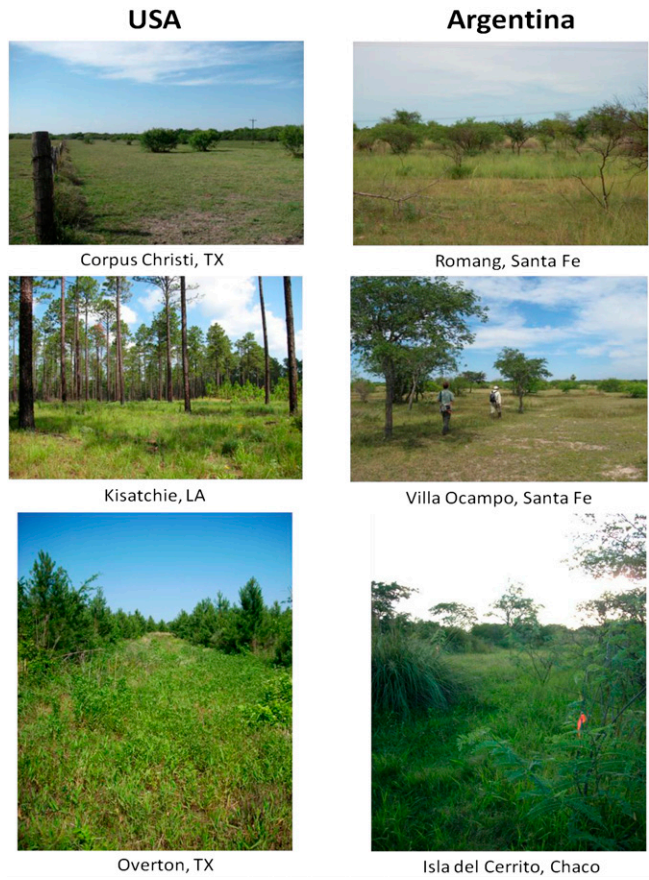 USA
Argentina
Corpus Christi, TX
Romang, Santa Fe
Kisatchie, LA
Villa Ocampo, Santa Fe
Overton, TX
Isla del Cerrito, Chaco